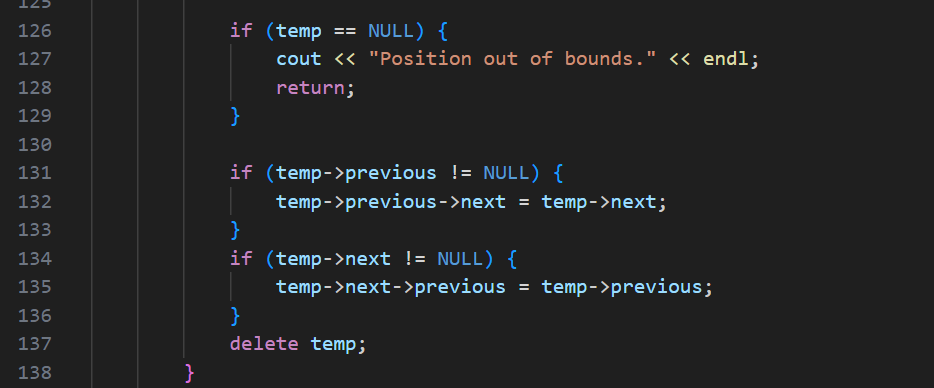 125
126 if (temp == NULL) {
127 cout << "Position out of bounds." << endl;
128 return;
129 }
130
131 if (temp->previous != NULL) {
132 temp->previous->next = temp->next;
133 }
134 if (temp->next != NULL) {
135 temp->next->previous = temp->previous;
136 }
137 delete temp;
138 }